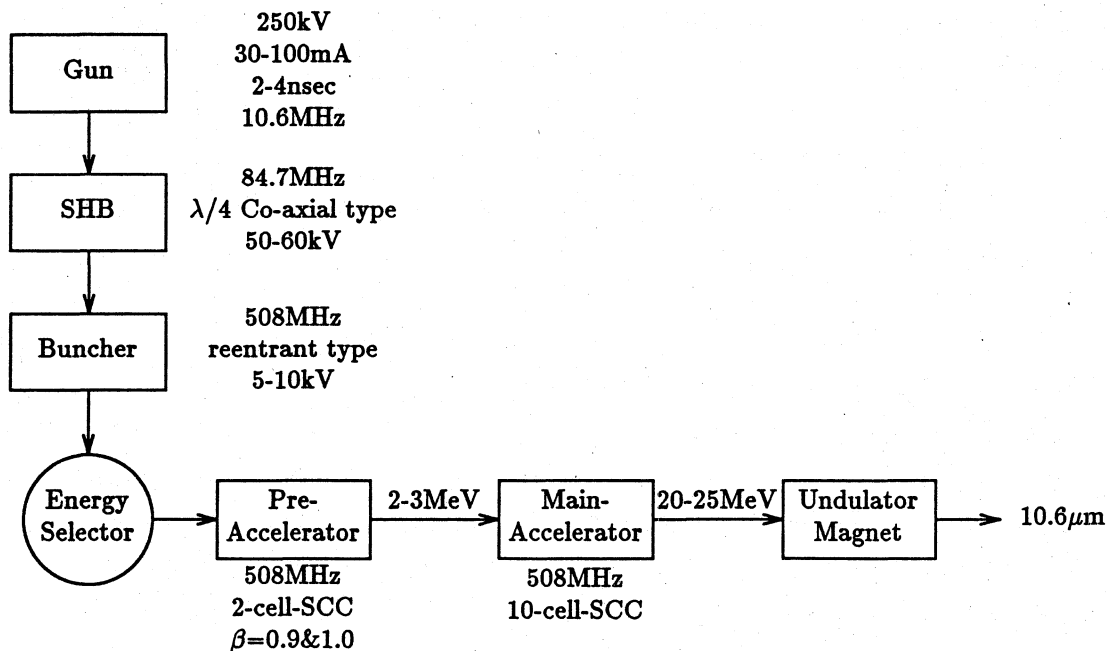 250kV
30-100mA
2-4nsec
10.6MHz
Gun
84.7MHz
λ/4 Co-axial type
50-60kV
SHB
508MHz
reentrant type
5-10kV
Buncher
Energy
Selector
Pre-
Accelerator
508MHz
2-cell-SCC
β=0.9&1.0
2-3MeV
Main-
Accelerator
508MHz
10-cell-SCC
20-25MeV
Undulator
Magnet
10.6μm